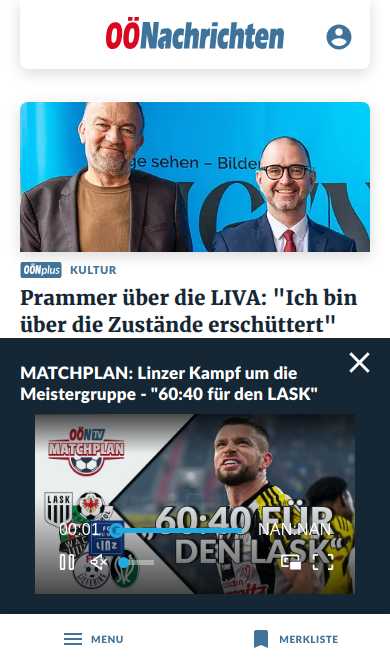 OÖNachrichten
ge sehen – Bilde
OÖNplus KULTUR
Prammer über die LIVA: "Ich bin
über die Zustände erschüttert"
MATCHPLAN: Linzer Kampf um die
Meistergruppe - "60:40 für den LASK"
OÖN TV
MATCHPLAN
LASK
LINZ
„60:40 FÜR
DEN LASK“
00:01
NAN:NAN
MENU
MERKLISTE